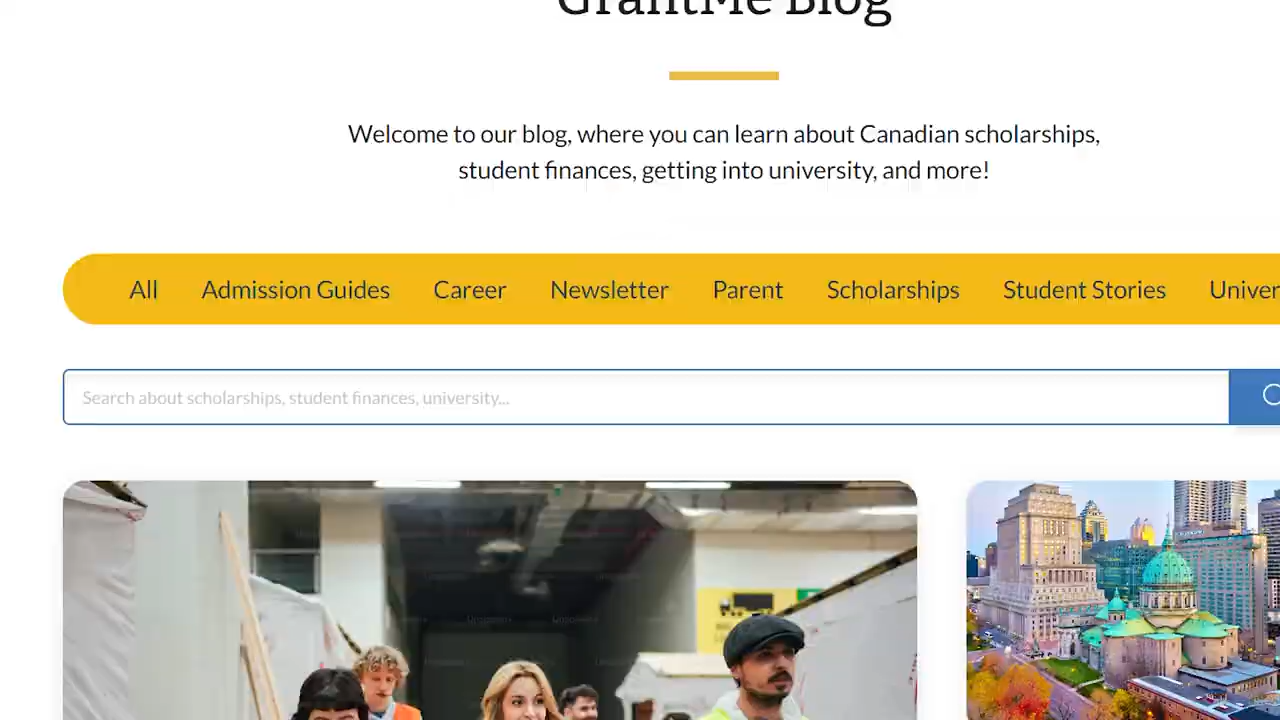 GrantMe Blog
Welcome to our blog, where you can learn about Canadian scholarships,
student finances, getting into university, and more!
All Admission Guides Career Newsletter Parent Scholarships Student Stories Univer
Search about scholarships, student finances, university...